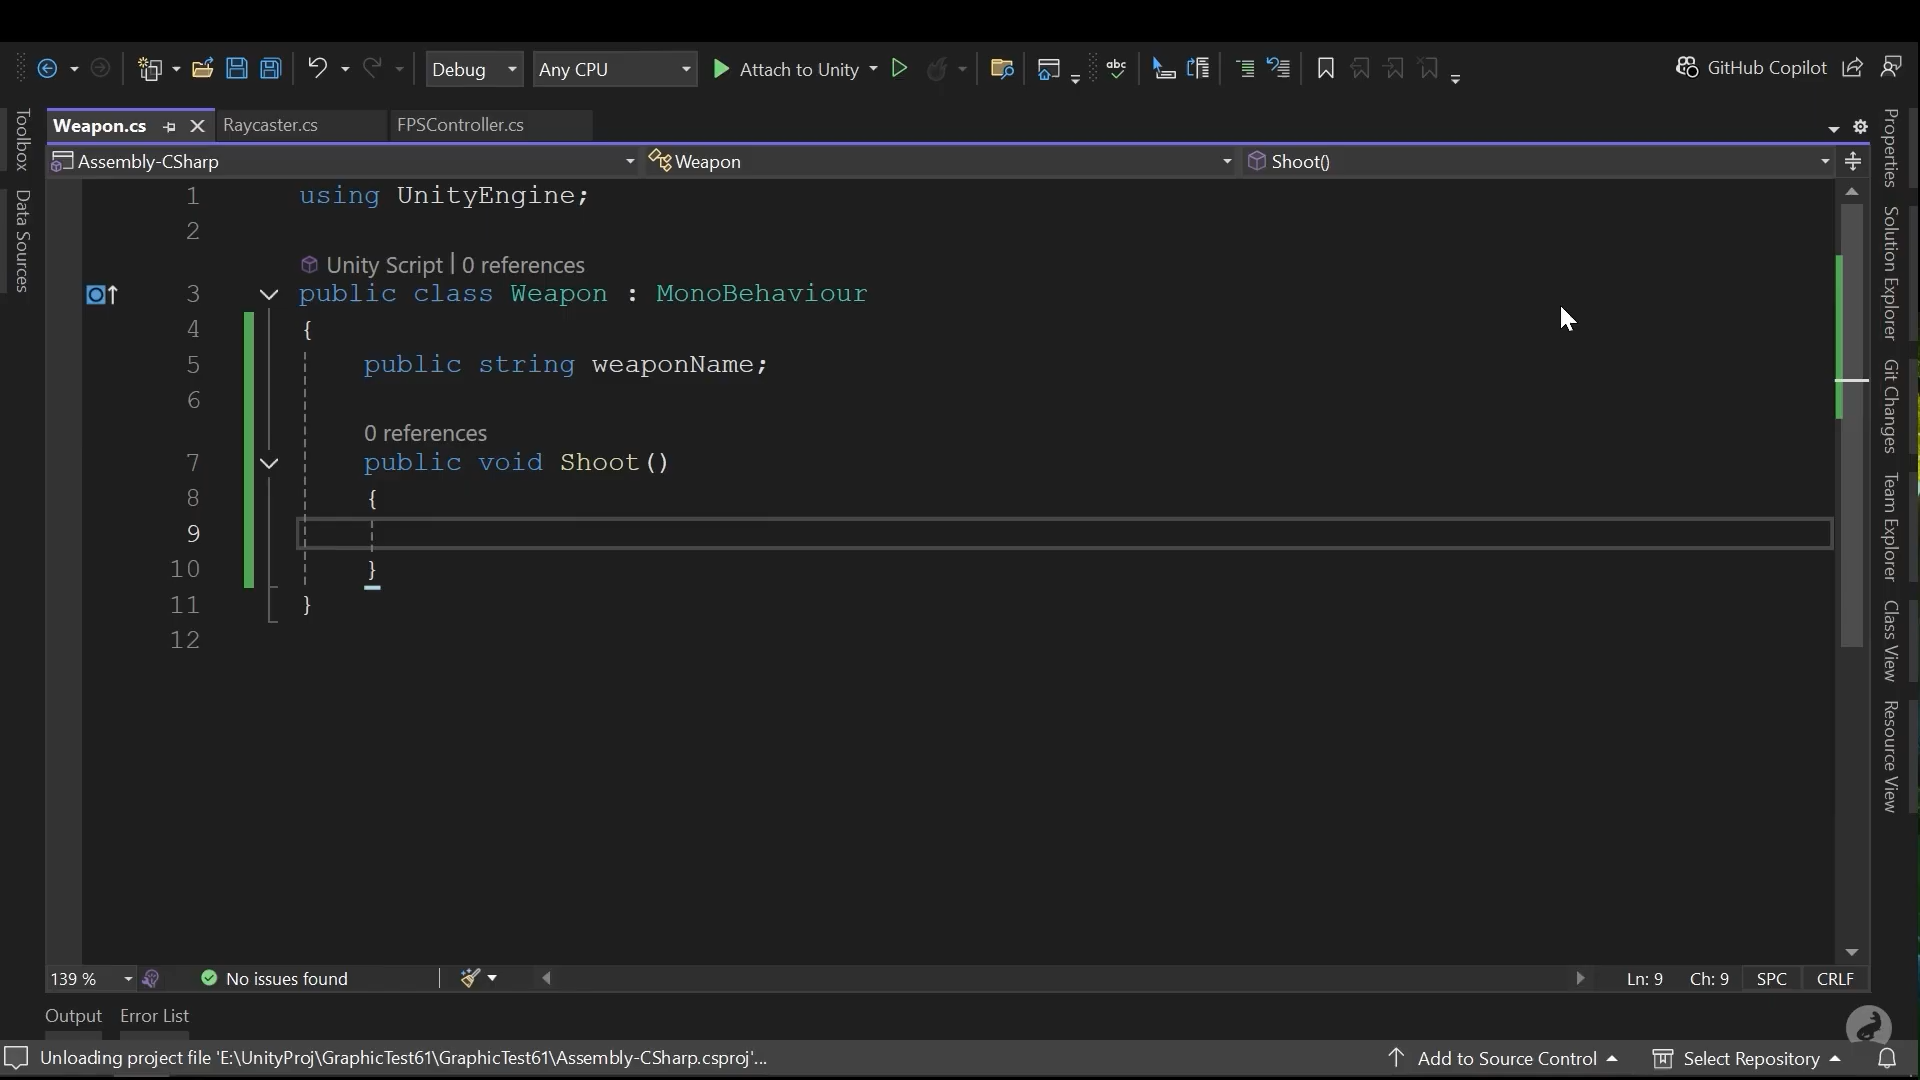 Debug
Any CPU
Attach to Unity
abc
GitHub Copilot
Weapon.cs
Raycaster.cs
FPSController.cs
Assembly-CSharp
Weapon
Shoot()
Toolbox
Data Sources
1 using UnityEngine;
2
Unity Script | 0 references
3 public class Weapon : MonoBehaviour
4 {
5 public string weaponName;
6
0 references
7 public void Shoot()
8 {
9
10 }
11 }
12
Properties
Solution Explorer
Git Changes
Team Explorer
Class View
Resource View
139 %
No issues found
Ln: 9
Ch: 9
SPC
CRLF
Output
Error List
Unloading project file 'E:\UnityProj\GraphicTest61\GraphicTest61\Assembly-CSharp.csproj'...
Add to Source Control
Select Repository